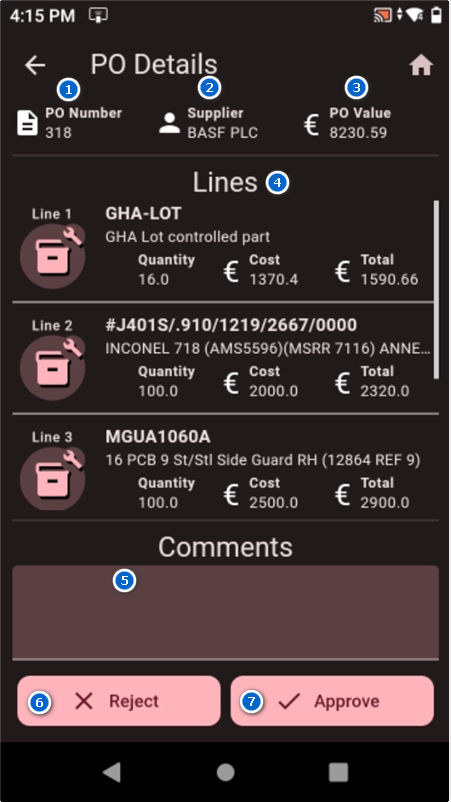 4:15 PM
PO Details
1 2 3
PO Number Supplier PO Value
318 BASF PLC € 8230.59
Lines 4
Line 1 GHA-LOT
GHA Lot controlled part
Quantity Cost Total
16.0 € 1370.4 € 1590.66
Line 2 #J401S/.910/1219/2667/0000
INCONEL 718 (AMS5596)(MSRR 7116) ANNE...
Quantity Cost Total
100.0 € 2000.0 € 2320.0
Line 3 MGUA1060A
16 PCB 9 St/Stl Side Guard RH (12864 REF 9)
Quantity Cost Total
100.0 € 2500.0 € 2900.0
Comments
5
6 Reject 7 Approve